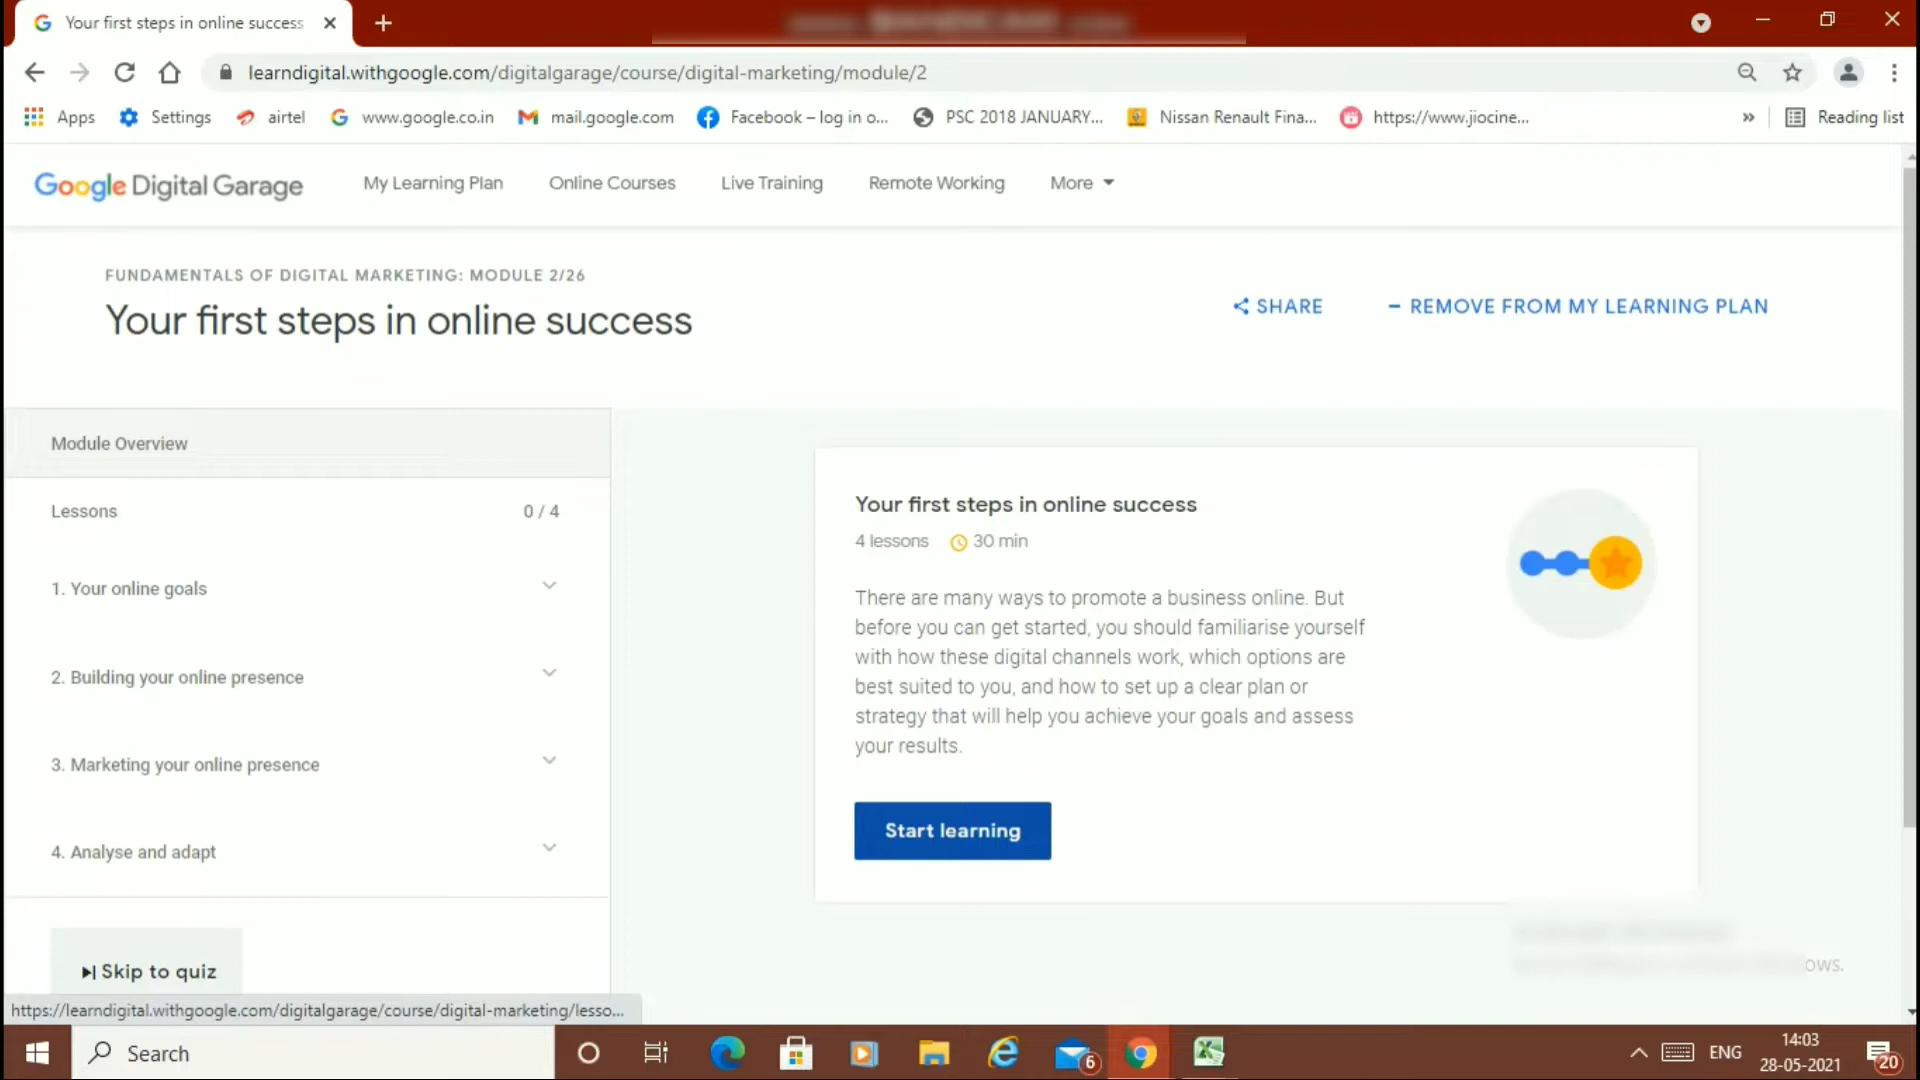 Your first steps in online success
learndigital.withgoogle.com/digitalgarage/course/digital-marketing/module/2
Apps Settings airtel www.google.co.in mail.google.com Facebook – log in o... PSC 2018 JANUARY... Nissan Renault Fina... https://www.jiocine... » Reading list
Google Digital Garage My Learning Plan Online Courses Live Training Remote Working More
FUNDAMENTALS OF DIGITAL MARKETING: MODULE 2/26
Your first steps in online success
SHARE – REMOVE FROM MY LEARNING PLAN
Module Overview
Lessons 0 / 4
1. Your online goals
2. Building your online presence
3. Marketing your online presence
4. Analyse and adapt
Skip to quiz
Your first steps in online success
4 lessons 30 min
There are many ways to promote a business online. But
before you can get started, you should familiarise yourself
with how these digital channels work, which options are
best suited to you, and how to set up a clear plan or
strategy that will help you achieve your goals and assess
your results.
Start learning
ows.
https://learndigital.withgoogle.com/digitalgarage/course/digital-marketing/lesso...
Search 6 ENG 14:03
28-05-2021 20